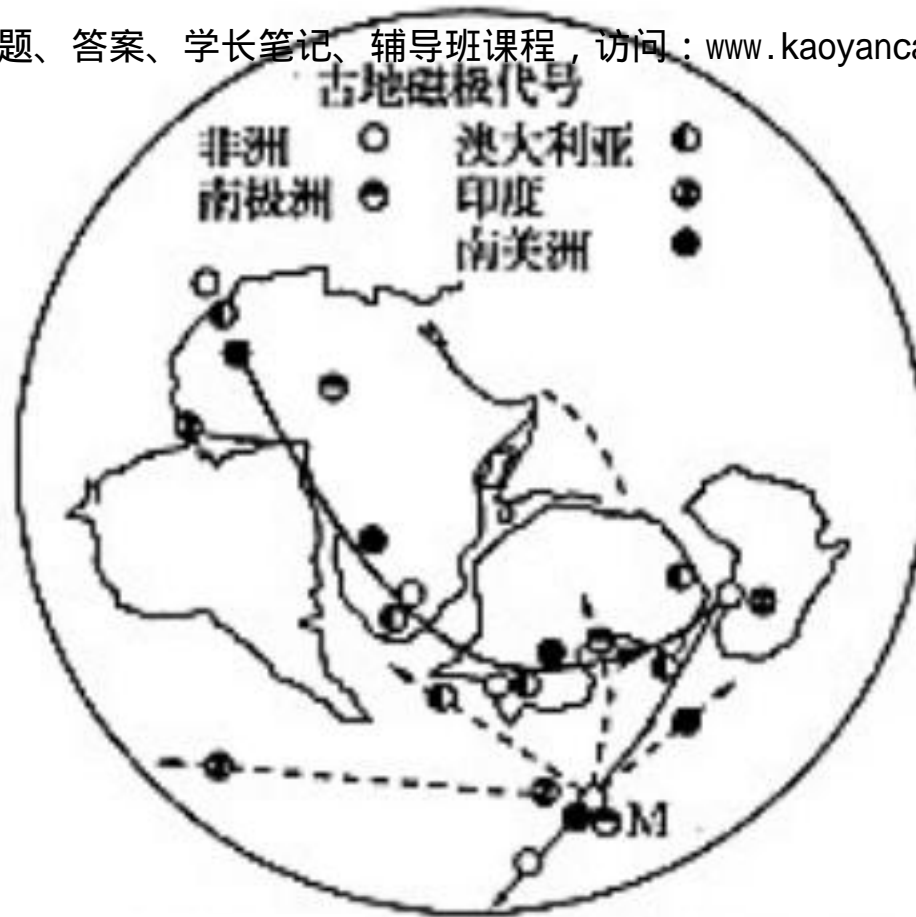 题、答案、学长笔记、辅导班课程，访问：www.kaoyanca
古地磁极代号
非洲 澳大利亚
南极洲 印度
南美洲
M